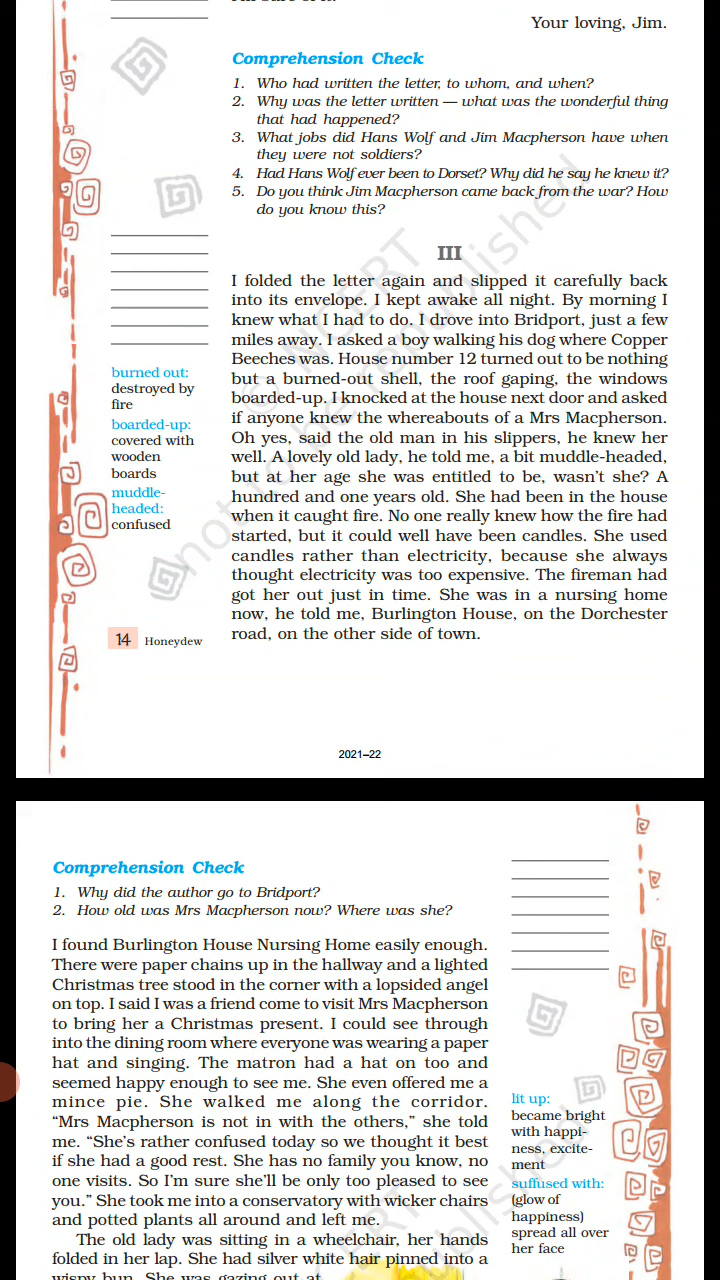 Your loving, Jim.
Comprehension Check
1. Who had written the letter, to whom, and when?
2. Why was the letter written — what was the wonderful thing
that had happened?
3. What jobs did Hans Wolf and Jim Macpherson have when
they were not soldiers?
4. Had Hans Wolf ever been to Dorset? Why did he say he knew it?
5. Do you think Jim Macpherson came back from the war? How
do you know this?
III
I folded the letter again and slipped it carefully back
into its envelope. I kept awake all night. By morning I
knew what I had to do. I drove into Bridport, just a few
miles away. I asked a boy walking his dog where Copper
Beeches was. House number 12 turned out to be nothing
but a burned-out shell, the roof gaping, the windows
boarded-up. I knocked at the house next door and asked
if anyone knew the whereabouts of a Mrs Macpherson.
Oh yes, said the old man in his slippers, he knew her
well. A lovely old lady, he told me, a bit muddle-headed,
but at her age she was entitled to be, wasn't she? A
hundred and one years old. She had been in the house
when it caught fire. No one really knew how the fire had
started, but it could well have been candles. She used
candles rather than electricity, because she always
thought electricity was too expensive. The fireman had
got her out just in time. She was in a nursing home
now, he told me, Burlington House, on the Dorchester
road, on the other side of town.
burned out:
destroyed by
fire
boarded-up:
covered with
wooden
boards
muddle-
headed:
confused
14 Honeydew
© NCERT
not to be republished
2021–22
Comprehension Check
1. Why did the author go to Bridport?
2. How old was Mrs Macpherson now? Where was she?
I found Burlington House Nursing Home easily enough.
There were paper chains up in the hallway and a lighted
Christmas tree stood in the corner with a lopsided angel
on top. I said I was a friend come to visit Mrs Macpherson
to bring her a Christmas present. I could see through
into the dining room where everyone was wearing a paper
hat and singing. The matron had a hat on too and
seemed happy enough to see me. She even offered me a
mince pie. She walked me along the corridor.
“Mrs Macpherson is not in with the others,” she told
me. “She's rather confused today so we thought it best
if she had a good rest. She has no family you know, no
one visits. So I'm sure she'll be only too pleased to see
you.” She took me into a conservatory with wicker chairs
and potted plants all around and left me.
The old lady was sitting in a wheelchair, her hands
folded in her lap. She had silver white hair pinned into a
wispy bun. She was gazing out at
lit up:
became bright
with happi-
ness, excite-
ment
suffused with:
(glow of
happiness)
spread all over
her face